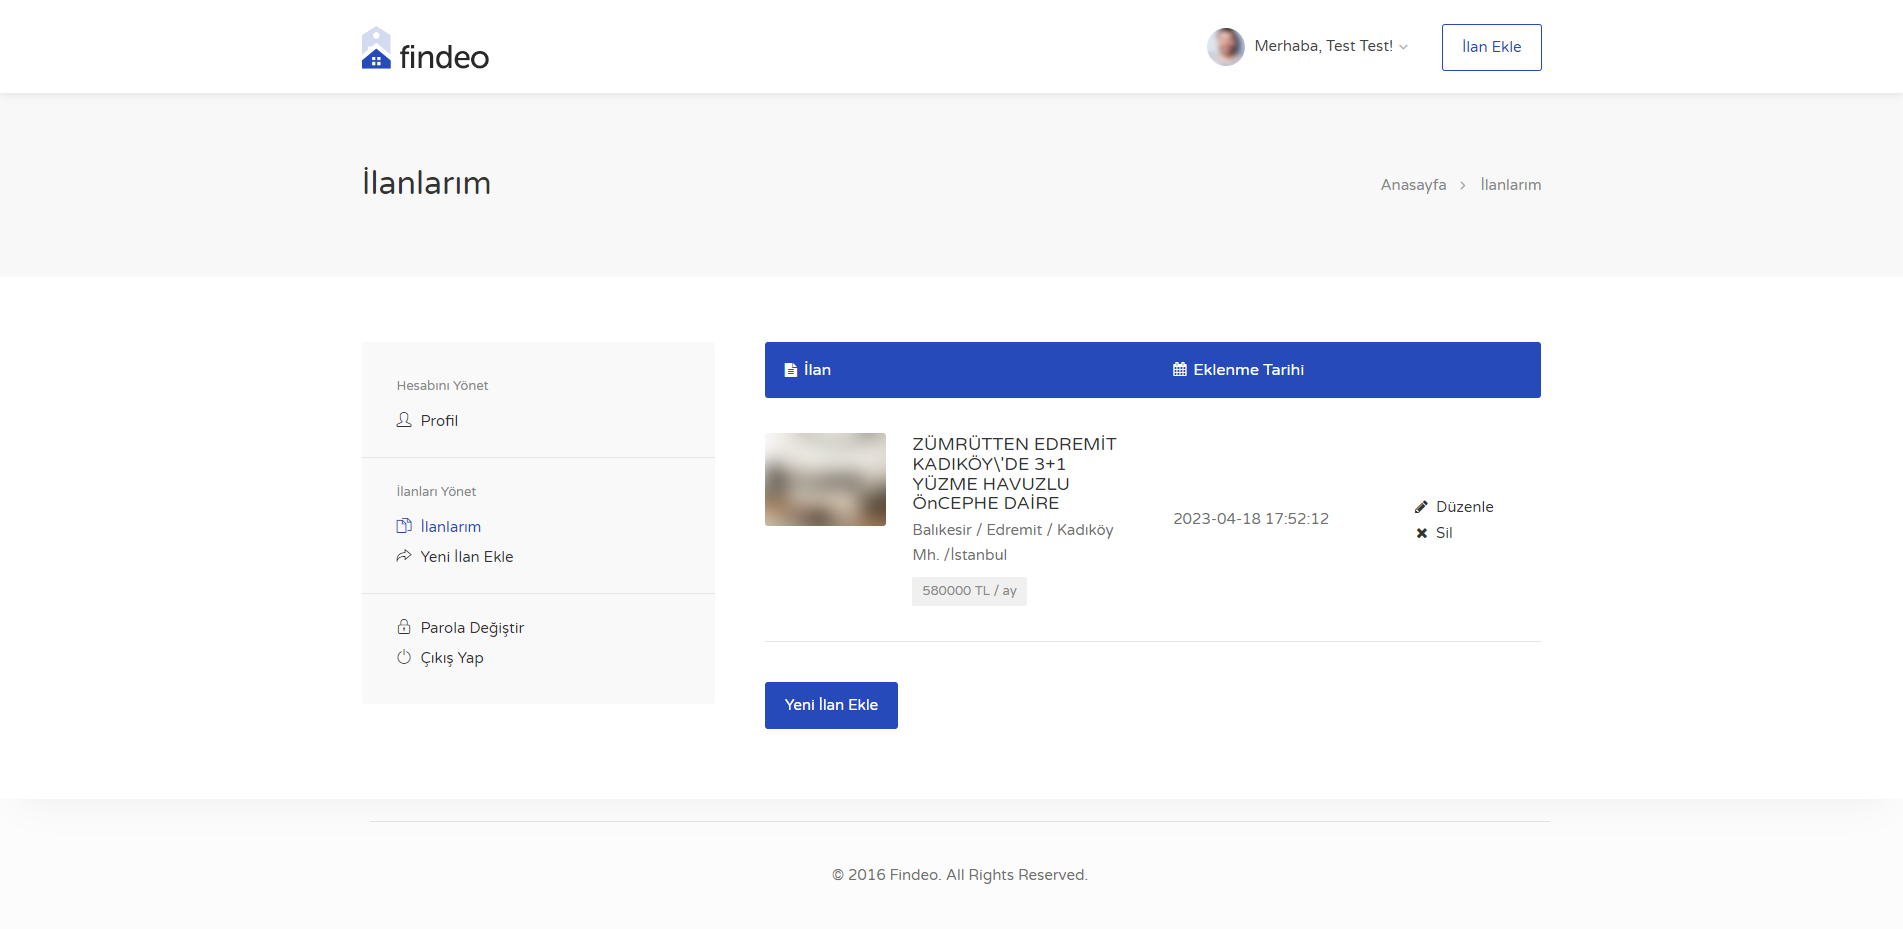 findeo
Merhaba, Test Test!
İlan Ekle
İlanlarım
Anasayfa
İlanlarım
Hesabını Yönet
Profil
İlanları Yönet
İlanlarım
Yeni İlan Ekle
Parola Değiştir
Çıkış Yap
İlan
Eklenme Tarihi
ZÜMRÜTTEN EDREMİT
KADIKÖY\'DE 3+1
YÜZME HAVUZLU
ÖnCEPHE DAİRE
Balıkesir / Edremit / Kadıköy
Mh. /İstanbul
580000 TL / ay
2023-04-18 17:52:12
Düzenle
Sil
Yeni İlan Ekle
© 2016 Findeo. All Rights Reserved.